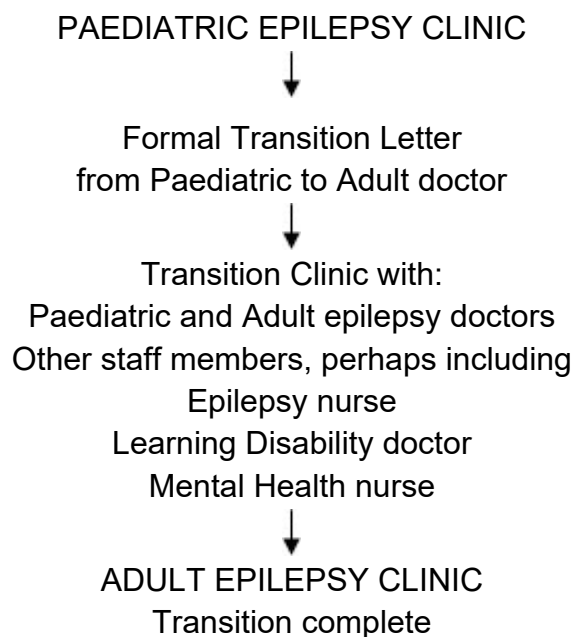 PAEDIATRIC EPILEPSY CLINIC
Formal Transition Letter
from Paediatric to Adult doctor
Transition Clinic with:
Paediatric and Adult epilepsy doctors
Other staff members, perhaps including
Epilepsy nurse
Learning Disability doctor
Mental Health nurse
ADULT EPILEPSY CLINIC
Transition complete